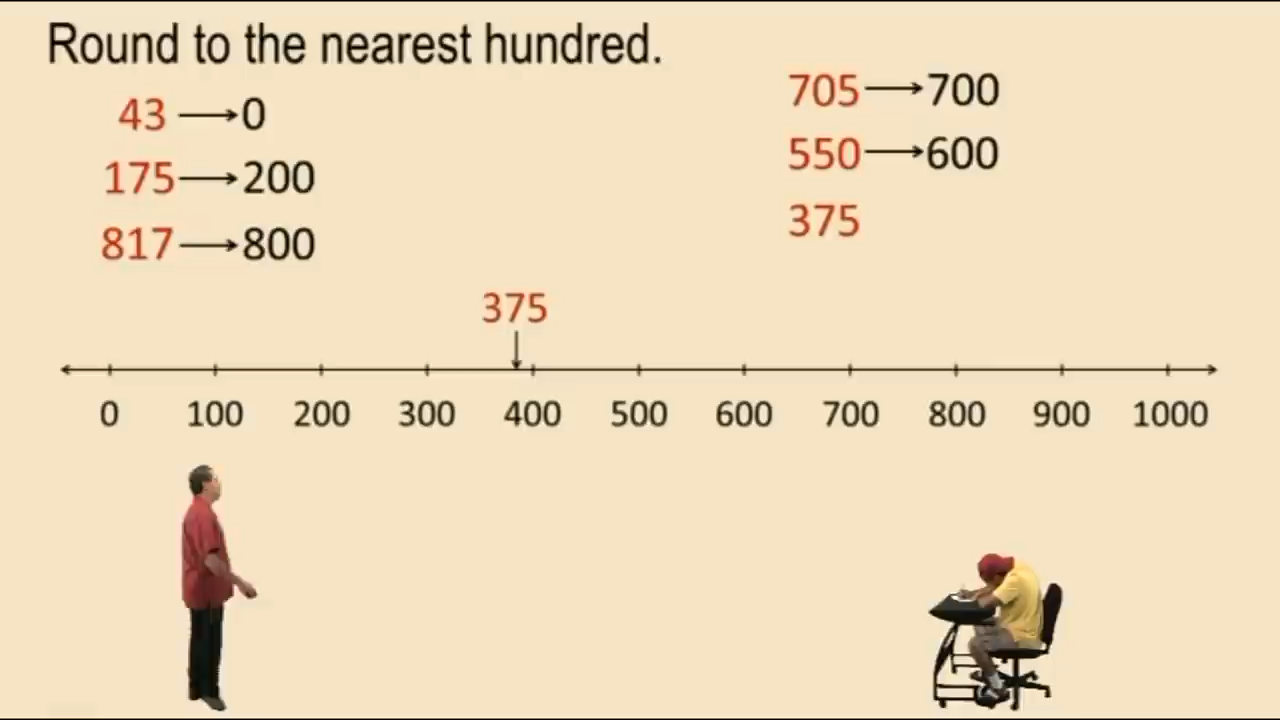 Round to the nearest hundred.
43 → 0
175 → 200
817 → 800
705 → 700
550 → 600
375
375
0 100 200 300 400 500 600 700 800 900 1000